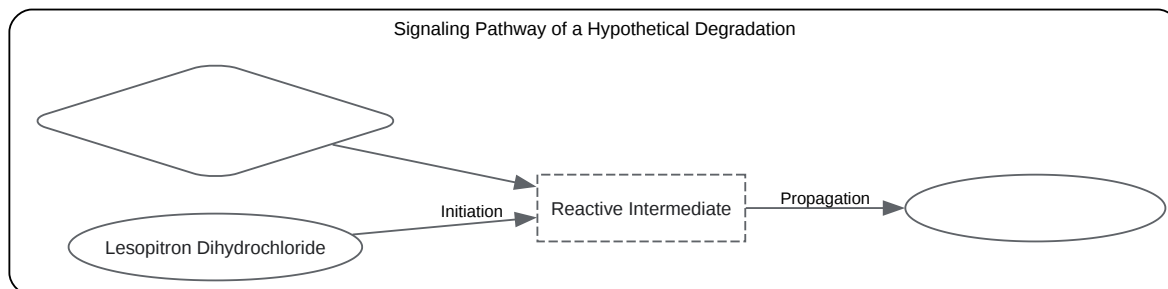 Signaling Pathway of a Hypothetical Degradation
Initiation
Reactive Intermediate
Propagation
Lesopitron Dihydrochloride